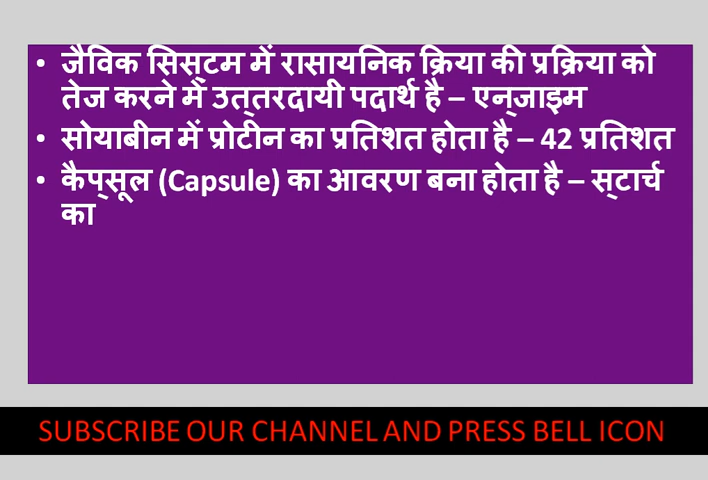 • जैविक सिस्टम में रासायनिक क्रिया की प्रक्रिया को
तेज करने में उत्तरदायी पदार्थ है – एन्जाइम
• सोयाबीन में प्रोटीन का प्रतिशत होता है – 42 प्रतिशत
• कैप्सूल (Capsule) का आवरण बना होता है – स्टार्च
का
SUBSCRIBE OUR CHANNEL AND PRESS BELL ICON